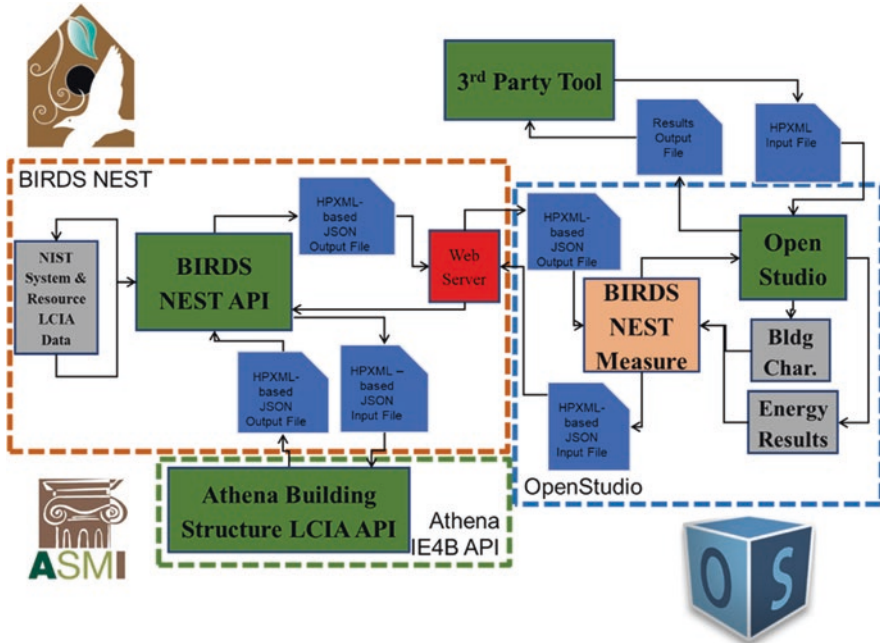 3rd Party Tool
Results
Output
File
HPXML
Input File
BIRDS NEST
HPXML-
based
JSON
Output File
NIST
System &
Resource
LCIA
Data
BIRDS
NEST API
Web
Server
HPXML-
based
JSON
Output File
Open
Studio
BIRDS
NEST
Measure
Bldg
Char.
Energy
Results
HPXML-
based
JSON
Output File
HPXML –
based
JSON
Input File
HPXML-
based
JSON
Input File
OpenStudio
Athena Building
Structure LCIA API
Athena
IE4B API
ASMI
O S